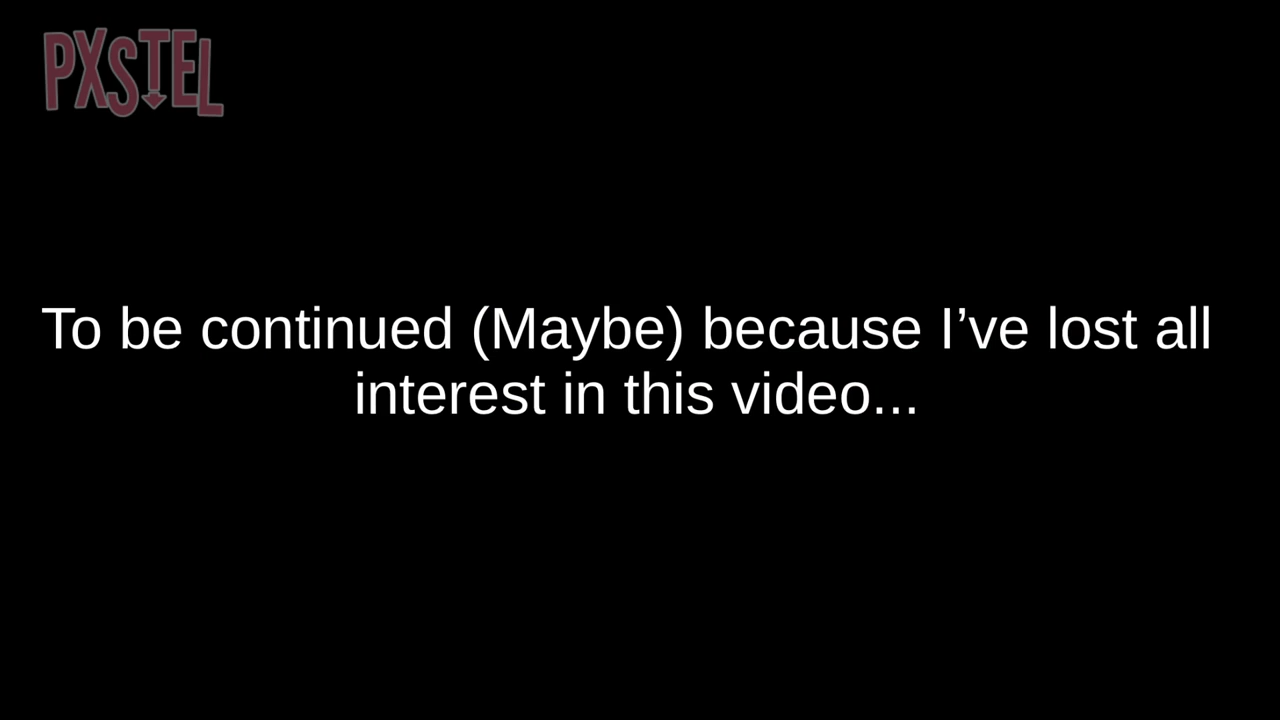 PXSTEL
To be continued (Maybe) because I’ve lost all
interest in this video...